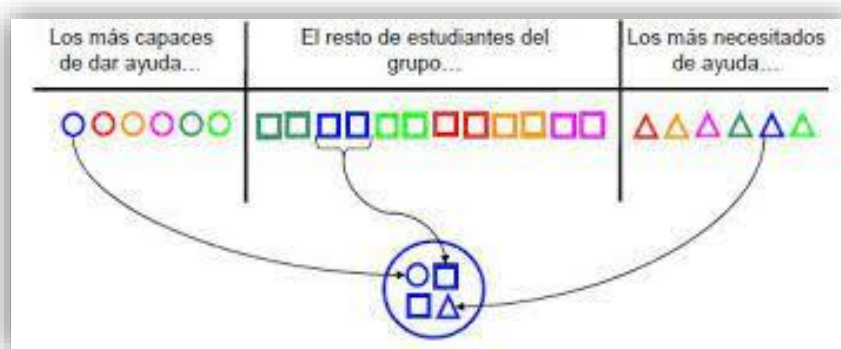 Los más capaces
de dar ayuda...
El resto de estudiantes del
grupo...
Los más necesitados
de ayuda...